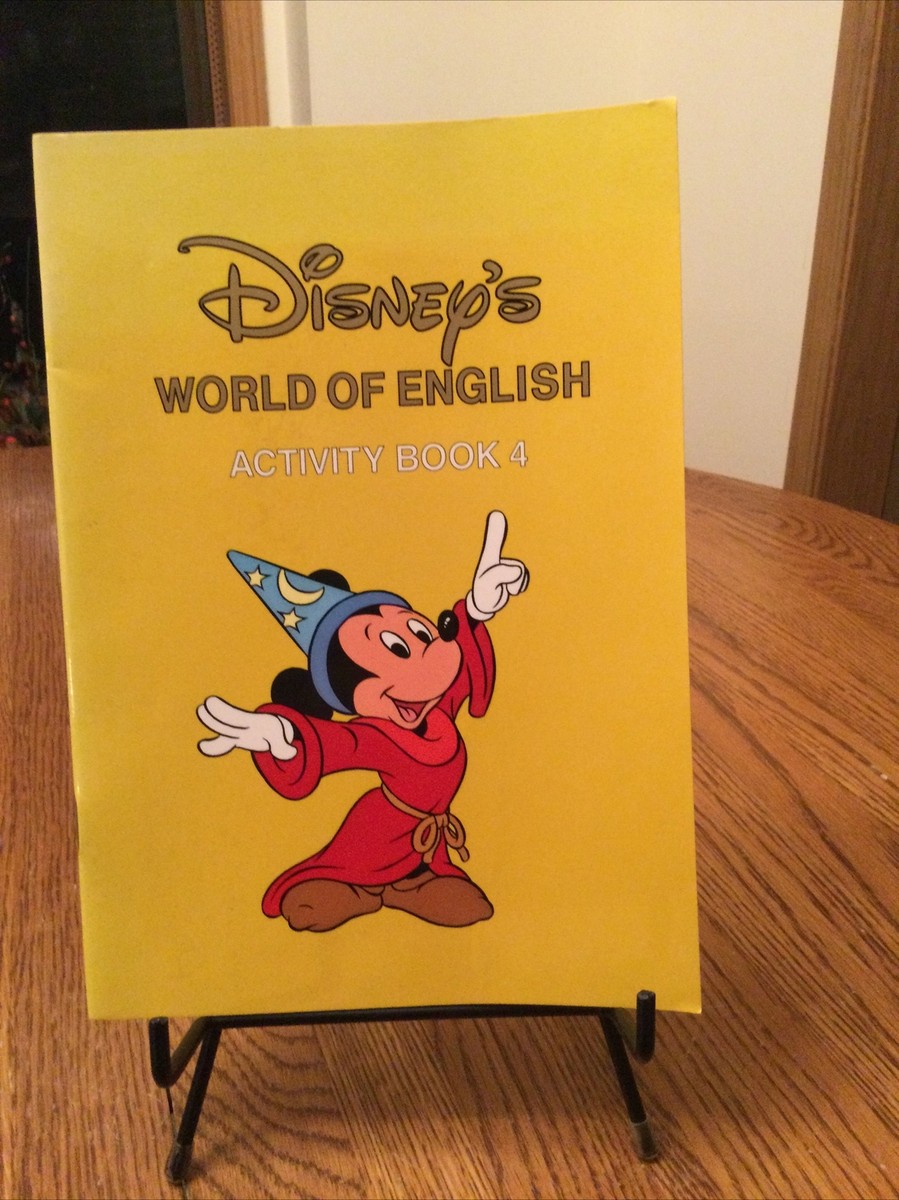 Disney's
WORLD OF ENGLISH
ACTIVITY BOOK 4